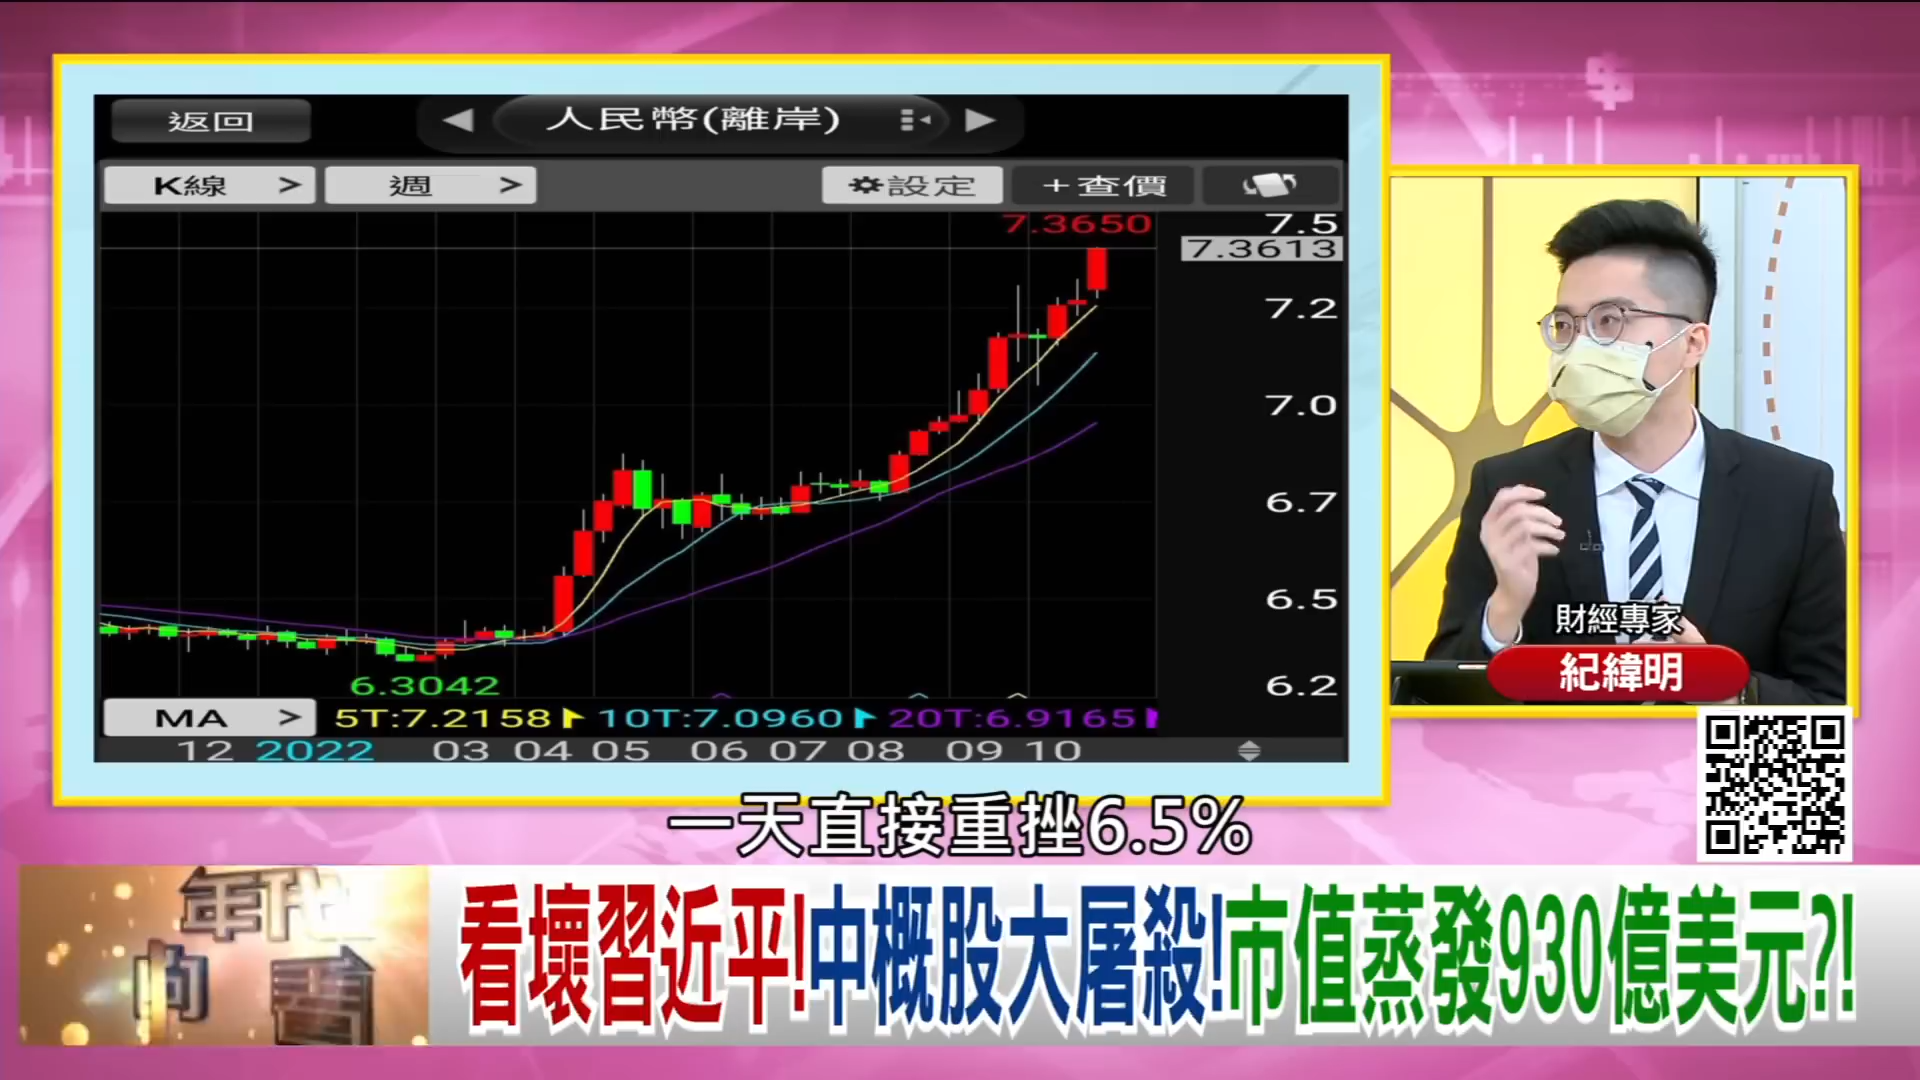 返回
人民幣(離岸)
K線 >
週 >
設定
+查價
7.3650
7.5
7.3613
7.2
7.0
6.7
6.5
6.2
6.3042
MA >
5T:7.2158
10T:7.0960
20T:6.9165
12 2022 03 04 05 06 07 08 09 10
財經專家
紀緯明
一天直接重挫6.5%
年代向
看壞習近平!中概股大屠殺!市值蒸發930億美元?!